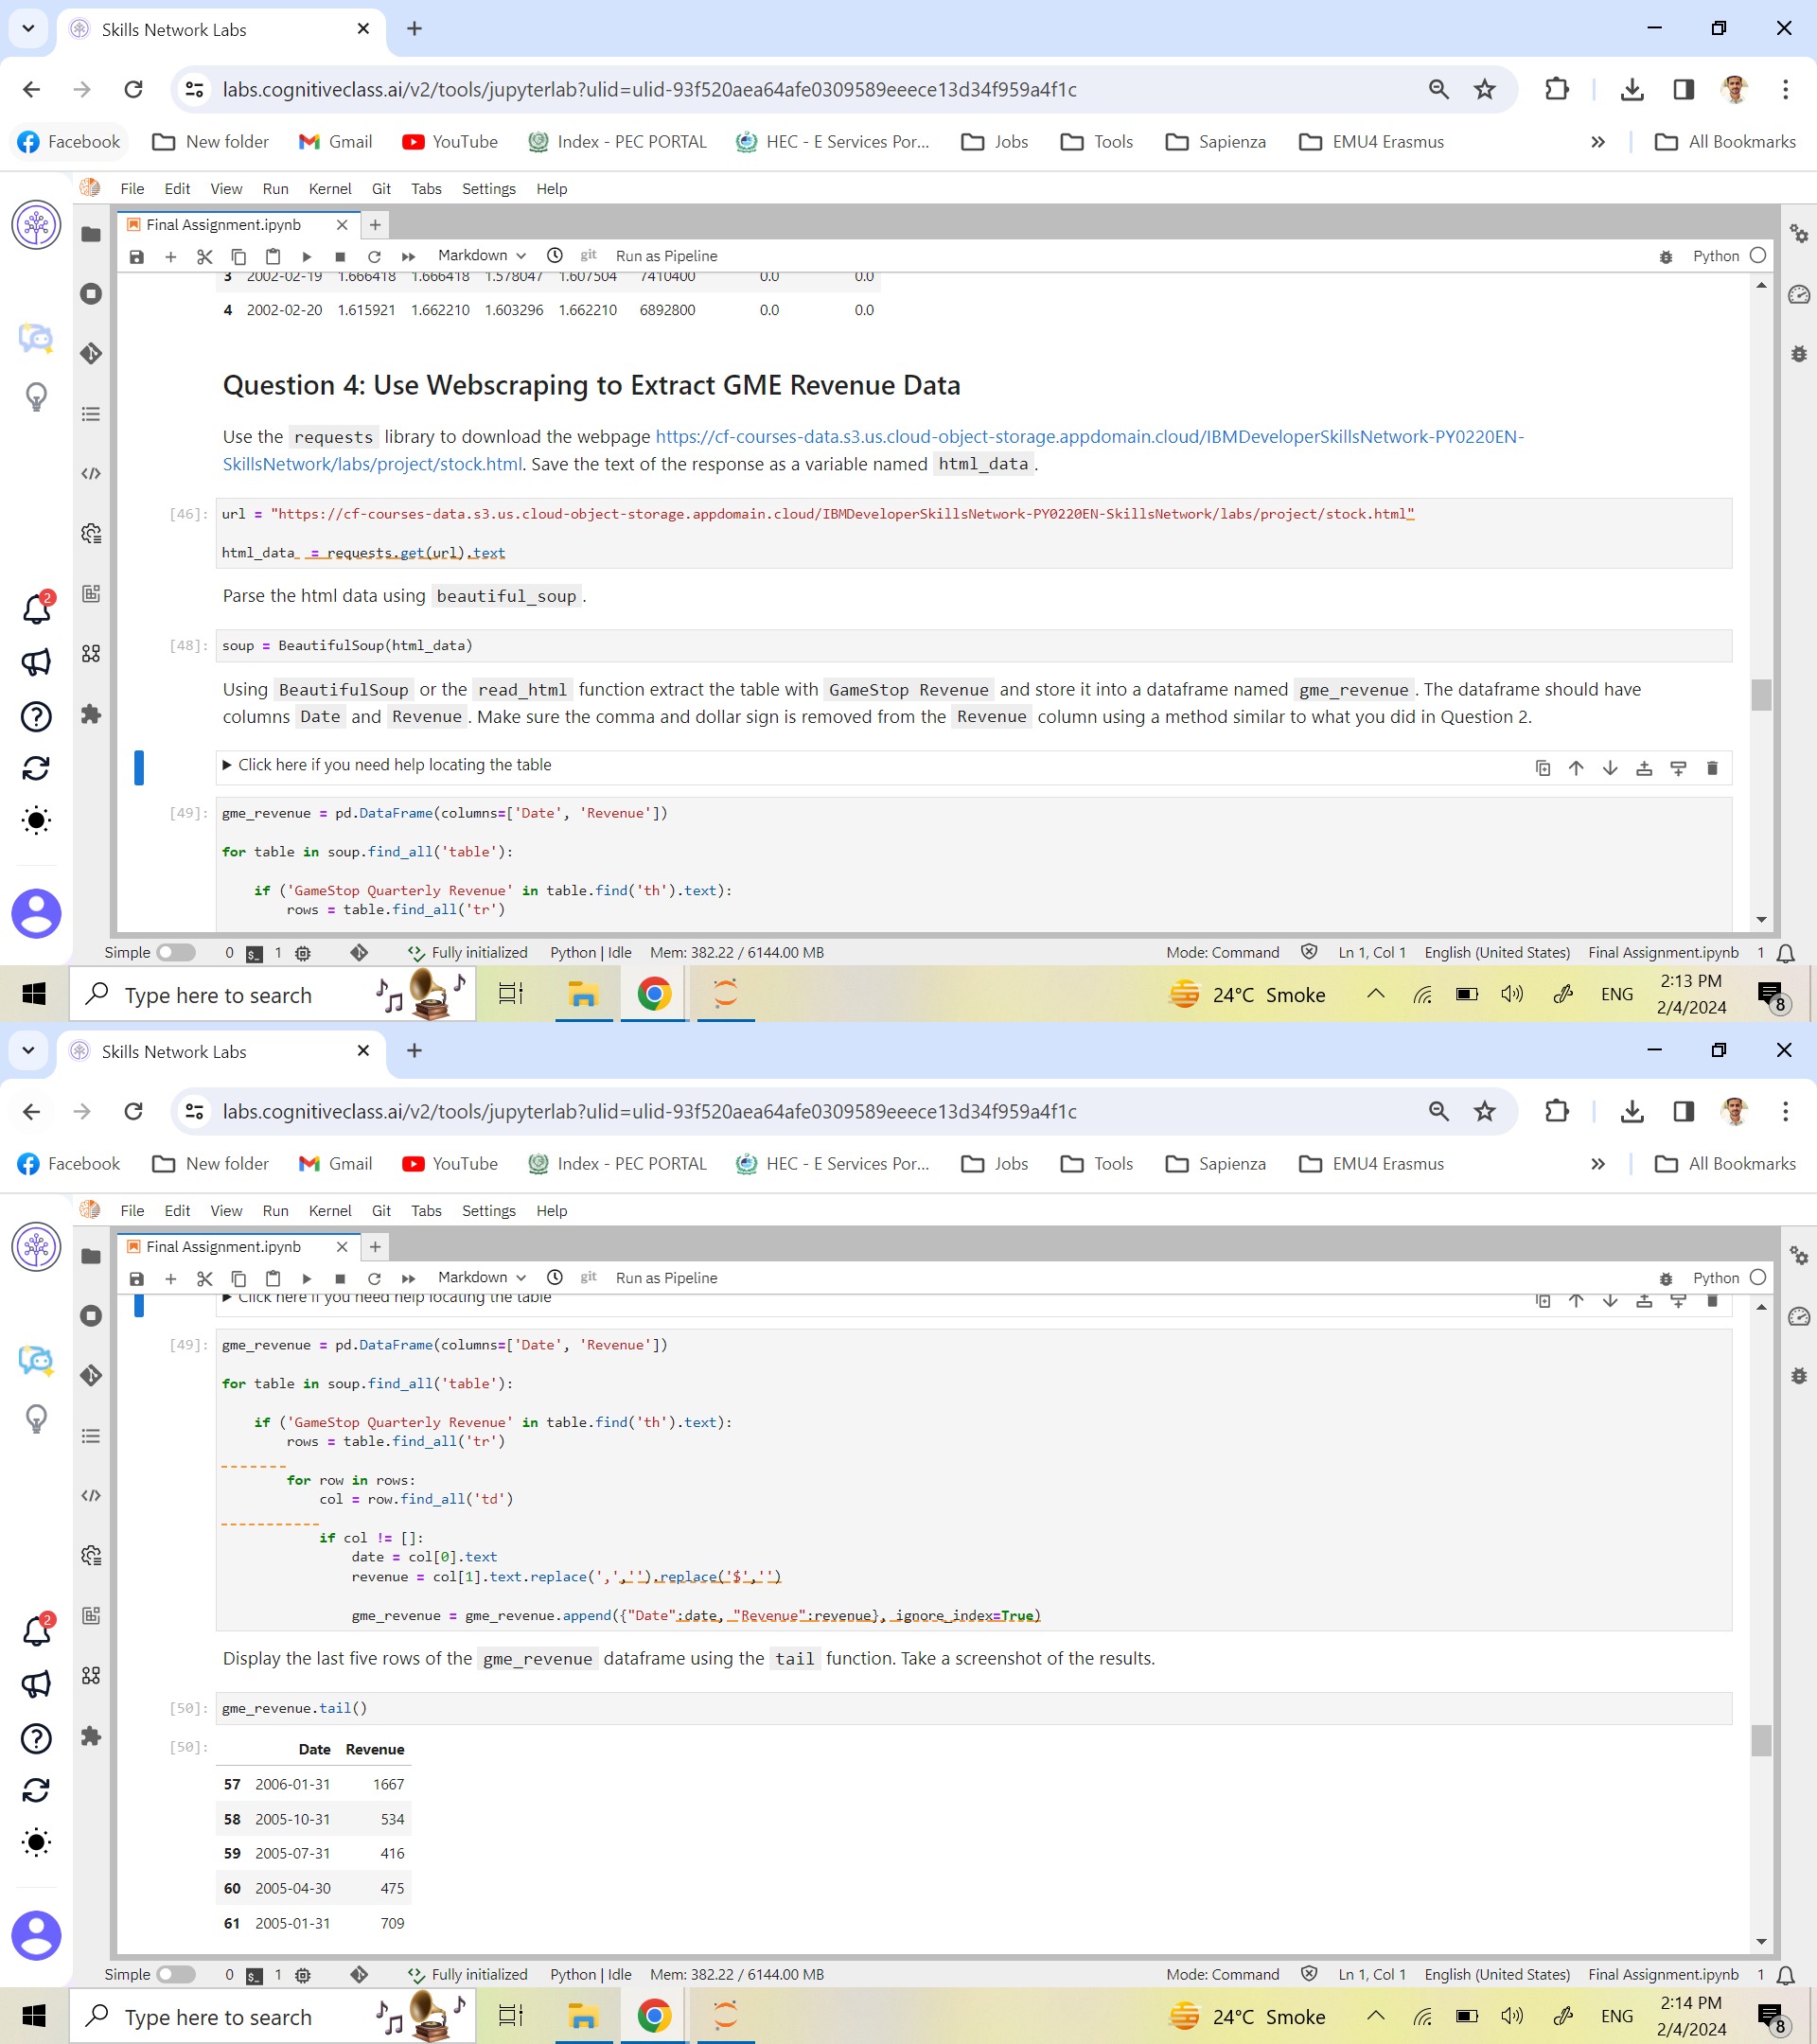 Skills Network Labs
labs.cognitiveclass.ai/v2/tools/jupyterlab?ulid=ulid-93f520aea64afe0309589eeece13d34f959a4f1c
Facebook New folder Gmail YouTube Index - PEC PORTAL HEC - E Services Por... Jobs Tools Sapienza EMU4 Erasmus » All Bookmarks
File Edit View Run Kernel Git Tabs Settings Help
Final Assignment.ipynb
Markdown git Run as Pipeline Python
3 2002-02-19 1.666418 1.666418 1.578047 1.607504 7410400 0.0 0.0
4 2002-02-20 1.615921 1.662210 1.603296 1.662210 6892800 0.0 0.0
Question 4: Use Webscraping to Extract GME Revenue Data
Use the requests library to download the webpage https://cf-courses-data.s3.us.cloud-object-storage.appdomain.cloud/IBMDeveloperSkillsNetwork-PY0220EN-
SkillsNetwork/labs/project/stock.html. Save the text of the response as a variable named html_data.
[46]: url = "https://cf-courses-data.s3.us.cloud-object-storage.appdomain.cloud/IBMDeveloperSkillsNetwork-PY0220EN-SkillsNetwork/labs/project/stock.html"
html_data = requests.get(url).text
Parse the html data using beautiful_soup.
[48]: soup = BeautifulSoup(html_data)
Using BeautifulSoup or the read_html function extract the table with GameStop Revenue and store it into a dataframe named gme_revenue. The dataframe should have
columns Date and Revenue. Make sure the comma and dollar sign is removed from the Revenue column using a method similar to what you did in Question 2.
Click here if you need help locating the table
[49]: gme_revenue = pd.DataFrame(columns=['Date', 'Revenue'])
for table in soup.find_all('table'):
if ('GameStop Quarterly Revenue' in table.find('th').text):
rows = table.find_all('tr')
2
Simple 0 1 Fully initialized Python | Idle Mem: 382.22 / 6144.00 MB Mode: Command Ln 1, Col 1 English (United States) Final Assignment.ipynb 1
Type here to search 24°C Smoke ENG 2:13 PM
2/4/2024 8
Skills Network Labs
labs.cognitiveclass.ai/v2/tools/jupyterlab?ulid=ulid-93f520aea64afe0309589eeece13d34f959a4f1c
Facebook New folder Gmail YouTube Index - PEC PORTAL HEC - E Services Por... Jobs Tools Sapienza EMU4 Erasmus » All Bookmarks
File Edit View Run Kernel Git Tabs Settings Help
Final Assignment.ipynb
Markdown git Run as Pipeline Python
Click here if you need help locating the table
[49]: gme_revenue = pd.DataFrame(columns=['Date', 'Revenue'])
for table in soup.find_all('table'):
if ('GameStop Quarterly Revenue' in table.find('th').text):
rows = table.find_all('tr')
for row in rows:
col = row.find_all('td')
if col != []:
date = col[0].text
revenue = col[1].text.replace(',','').replace('$','')
gme_revenue = gme_revenue.append({"Date":date, "Revenue":revenue}, ignore_index=True)
Display the last five rows of the gme_revenue dataframe using the tail function. Take a screenshot of the results.
[50]: gme_revenue.tail()
[50]: Date Revenue
57 2006-01-31 1667
58 2005-10-31 534
59 2005-07-31 416
60 2005-04-30 475
61 2005-01-31 709
2
Simple 0 1 Fully initialized Python | Idle Mem: 382.22 / 6144.00 MB Mode: Command Ln 1, Col 1 English (United States) Final Assignment.ipynb 1
Type here to search 24°C Smoke ENG 2:14 PM
2/4/2024 8